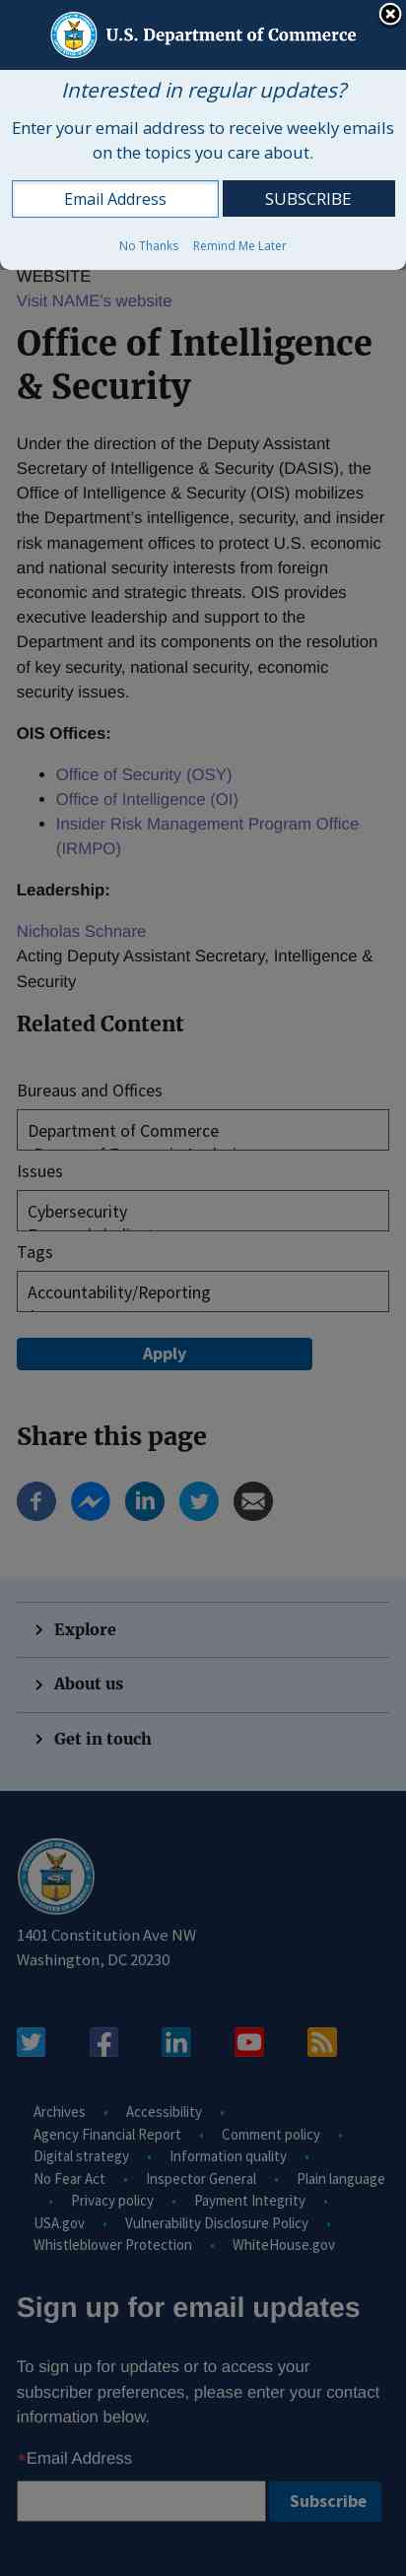 U.S. Department of Commerce
Interested in regular updates?
Enter your email address to receive weekly emails
on the topics you care about.
Email Address
SUBSCRIBE
No Thanks
Remind Me Later
WEBSITE
Visit NAME's website
Office of Intelligence
& Security
Under the direction of the Deputy Assistant
Secretary of Intelligence & Security (DASIS), the
Office of Intelligence & Security (OIS) mobilizes
the Department's intelligence, security, and insider
risk management offices to protect U.S. economic
and national security interests from foreign
economic and strategic threats. OIS provides
executive leadership and support to the
Department and its components on the resolution
of key security, national security, economic
security issues.
OIS Offices:
• Office of Security (OSY)
• Office of Intelligence (OI)
• Insider Risk Management Program Office
(IRMPO)
Leadership:
Nicholas Schnare
Acting Deputy Assistant Secretary, Intelligence &
Security
Related Content
Bureaus and Offices
Department of Commerce
Issues
Cybersecurity
Tags
Accountability/Reporting
Apply
Share this page
Explore
About us
Get in touch
1401 Constitution Ave NW
Washington, DC 20230
Archives • Accessibility •
Agency Financial Report • Comment policy •
Digital strategy • Information quality •
No Fear Act • Inspector General • Plain language
• Privacy policy • Payment Integrity •
USA.gov • Vulnerability Disclosure Policy •
Whistleblower Protection • WhiteHouse.gov
Sign up for email updates
To sign up for updates or to access your
subscriber preferences, please enter your contact
information below.
*Email Address
Subscribe